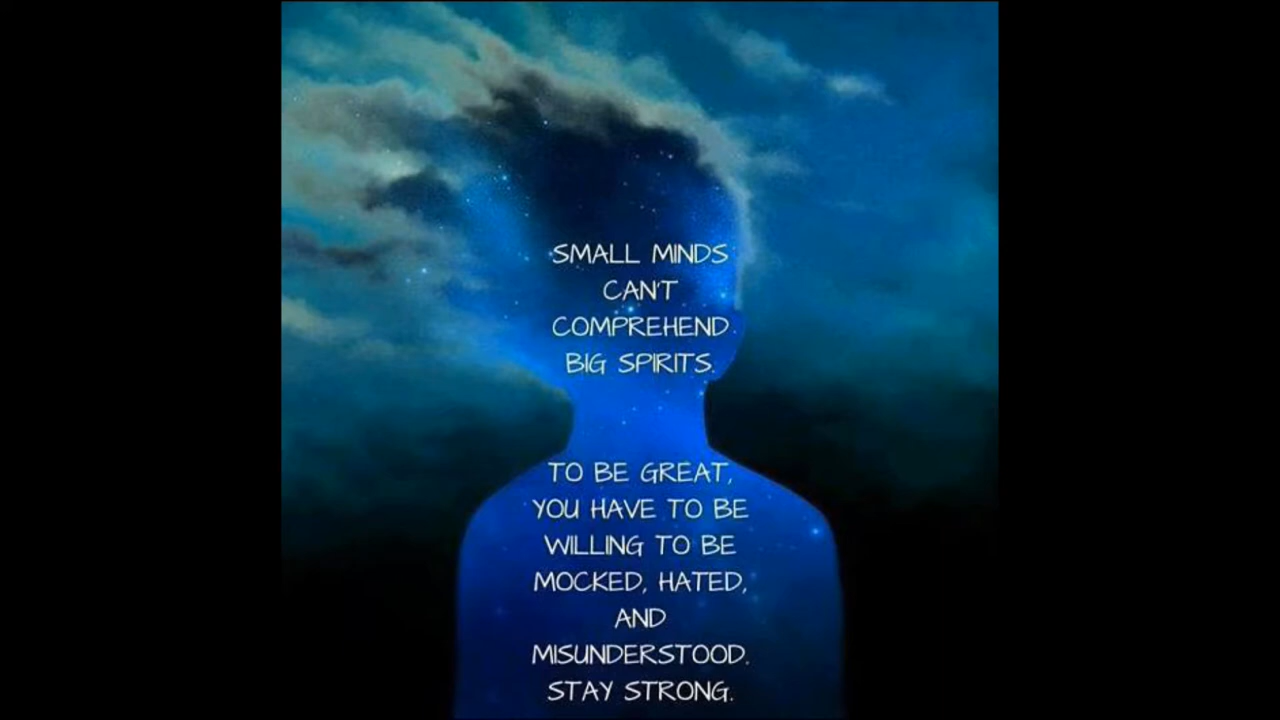 SMALL MINDS
CAN'T
COMPREHEND
BIG SPIRITS.
TO BE GREAT,
YOU HAVE TO BE
WILLING TO BE
MOCKED, HATED,
AND
MISUNDERSTOOD.
STAY STRONG.